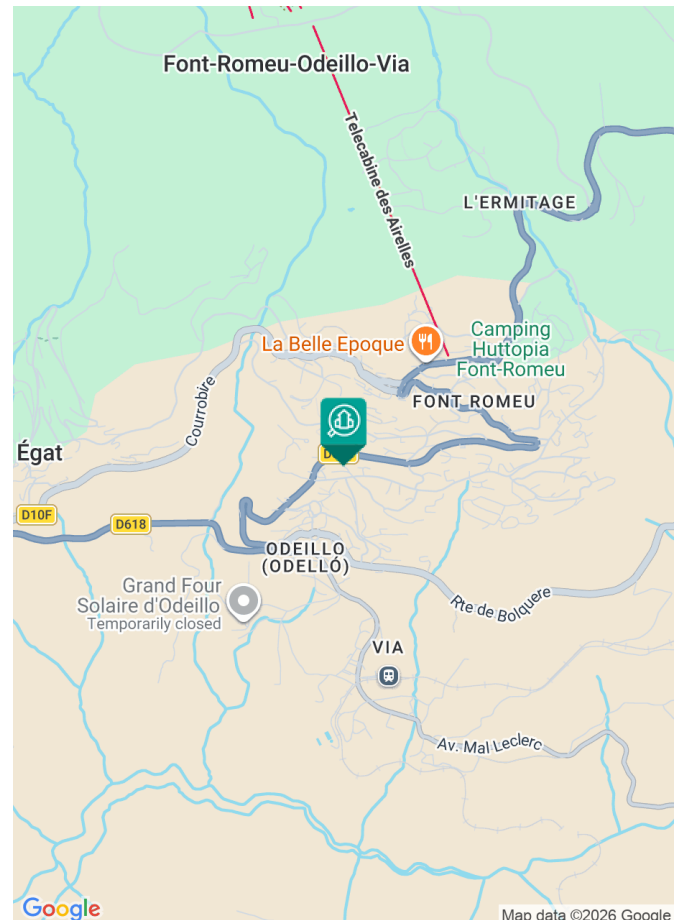 Font-Romeu-Odeillo-Via
Telecabine des Airelles
L'ERMITAGE
La Belle Epoque
Camping
Huttopia
Font-Romeu
Courrobire
FONT ROMEU
Égat
D10F
D618
ODEILLO
(ODELLÓ)
Grand Four
Solaire d'Odeillo
Temporarily closed
Rte de Bolquere
VIA
Av. Mal Leclerc
Google
Map data ©2026 Google